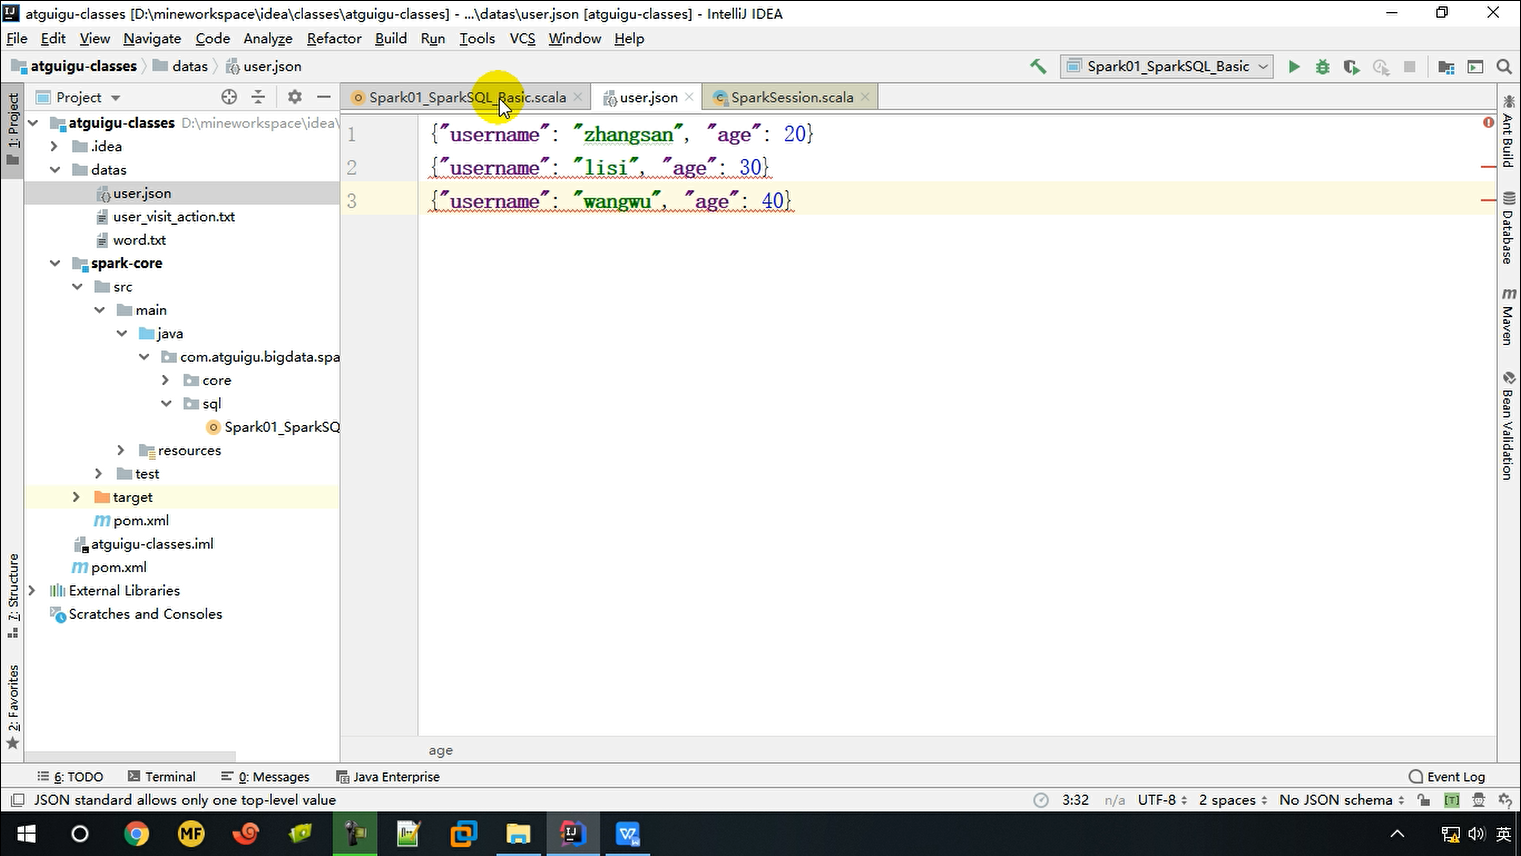 atguigu-classes [D:\mineworkspace\idea\classes\atguigu-classes] - ...\datas\user.json [atguigu-classes] - IntelliJ IDEA
File Edit View Navigate Code Analyze Refactor Build Run Tools VCS Window Help
atguigu-classes datas user.json Spark01_SparkSQL_Basic
Project Spark01_SparkSQL_Basic.scala user.json SparkSession.scala
atguigu-classes D:\mineworkspace\idea\
.idea
datas
user.json
user_visit_action.txt
word.txt
spark-core
src
main
java
com.atguigu.bigdata.spa
core
sql
Spark01_SparkSQ
resources
test
target
pom.xml
atguigu-classes.iml
pom.xml
External Libraries
Scratches and Consoles
1 {"username": "zhangsan", "age": 20}
2 {"username": "lisi", "age": 30}
3 {"username": "wangwu", "age": 40}
age
1: Project
7: Structure
2: Favorites
Ant Build
Database
Maven
Bean Validation
6: TODO Terminal 0: Messages Java Enterprise Event Log
JSON standard allows only one top-level value 3:32 n/a UTF-8 2 spaces No JSON schema [T]
MF 英